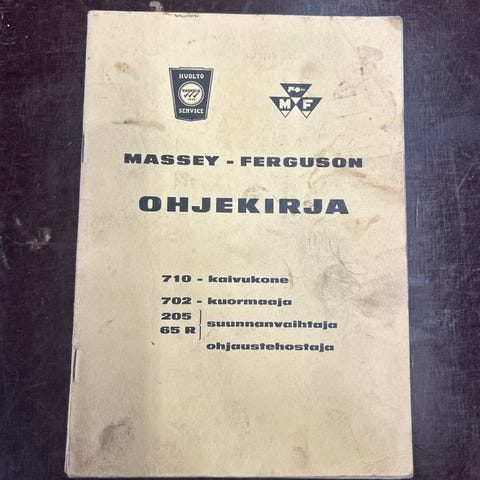 HUOLTO
SERVICE
MF
MASSEY - FERGUSON
OHJEKIRJA
710 - kaivukone
702 - kuormaaja
205
65 R
suunnanvaihtaja
ohjaustehostaja